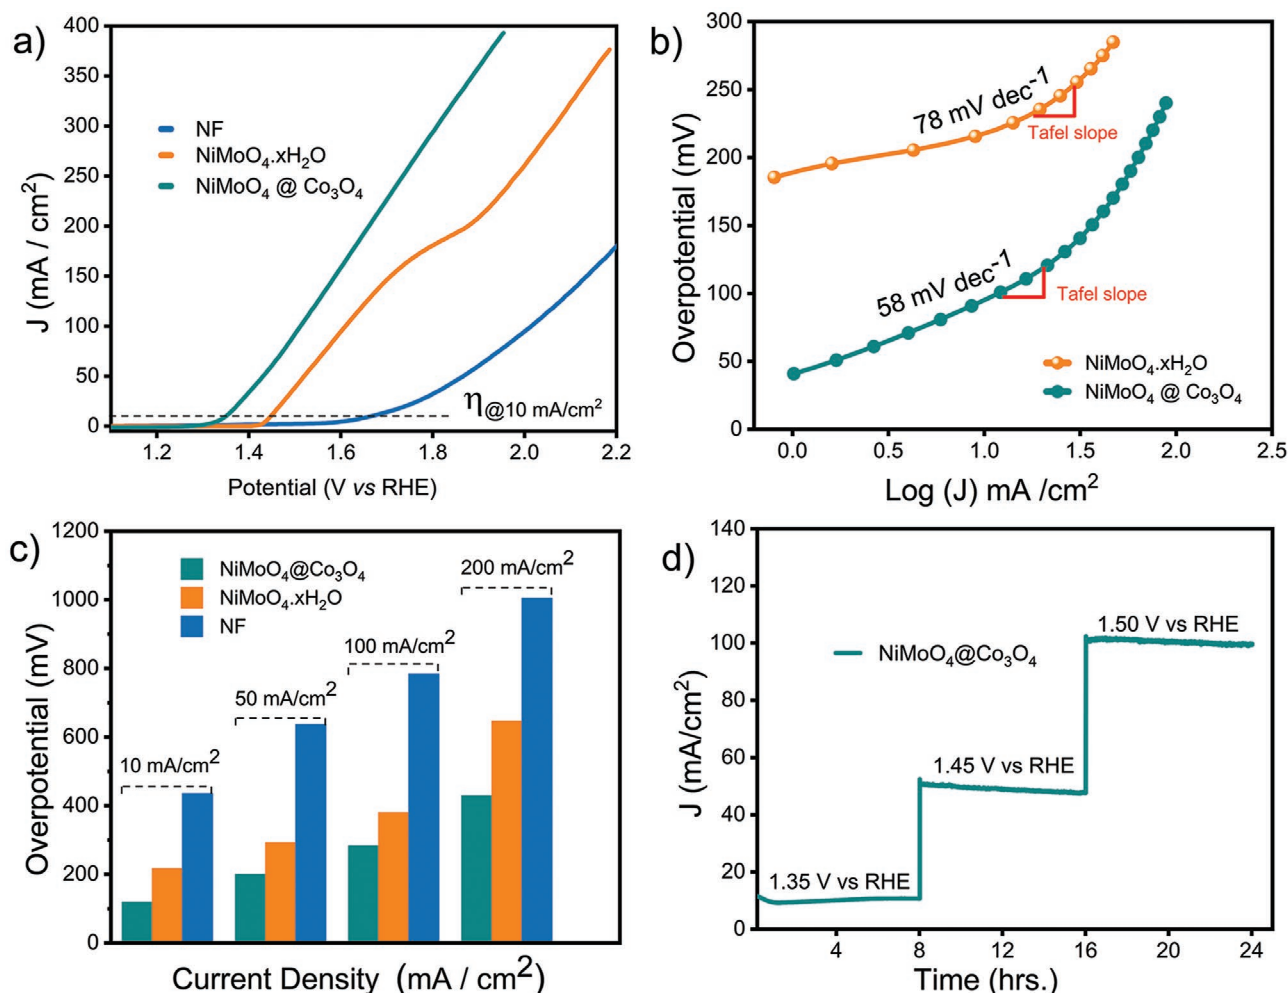 a)
J (mA / cm²)
400
350
300
250
200
150
100
50
0
NF
NiMoO₄.xH₂O
NiMoO₄ @ Co₃O₄
η@10 mA/cm²
1.2 1.4 1.6 1.8 2.0 2.2
Potential (V vs RHE)
b)
Overpotential (mV)
300
250
200
150
100
50
0
78 mV dec⁻¹
Tafel slope
58 mV dec⁻¹
Tafel slope
NiMoO₄.xH₂O
NiMoO₄ @ Co₃O₄
0.0 0.5 1.0 1.5 2.0 2.5
Log (J) mA /cm²
c)
Overpotential (mV)
1200
1000
800
600
400
200
0
NiMoO₄@Co₃O₄
NiMoO₄.xH₂O
NF
10 mA/cm²
50 mA/cm²
100 mA/cm²
200 mA/cm²
Current Density (mA / cm²)
d)
J (mA/cm²)
140
120
100
80
60
40
20
0
NiMoO₄@Co₃O₄
1.35 V vs RHE
1.45 V vs RHE
1.50 V vs RHE
4 8 12 16 20 24
Time (hrs.)